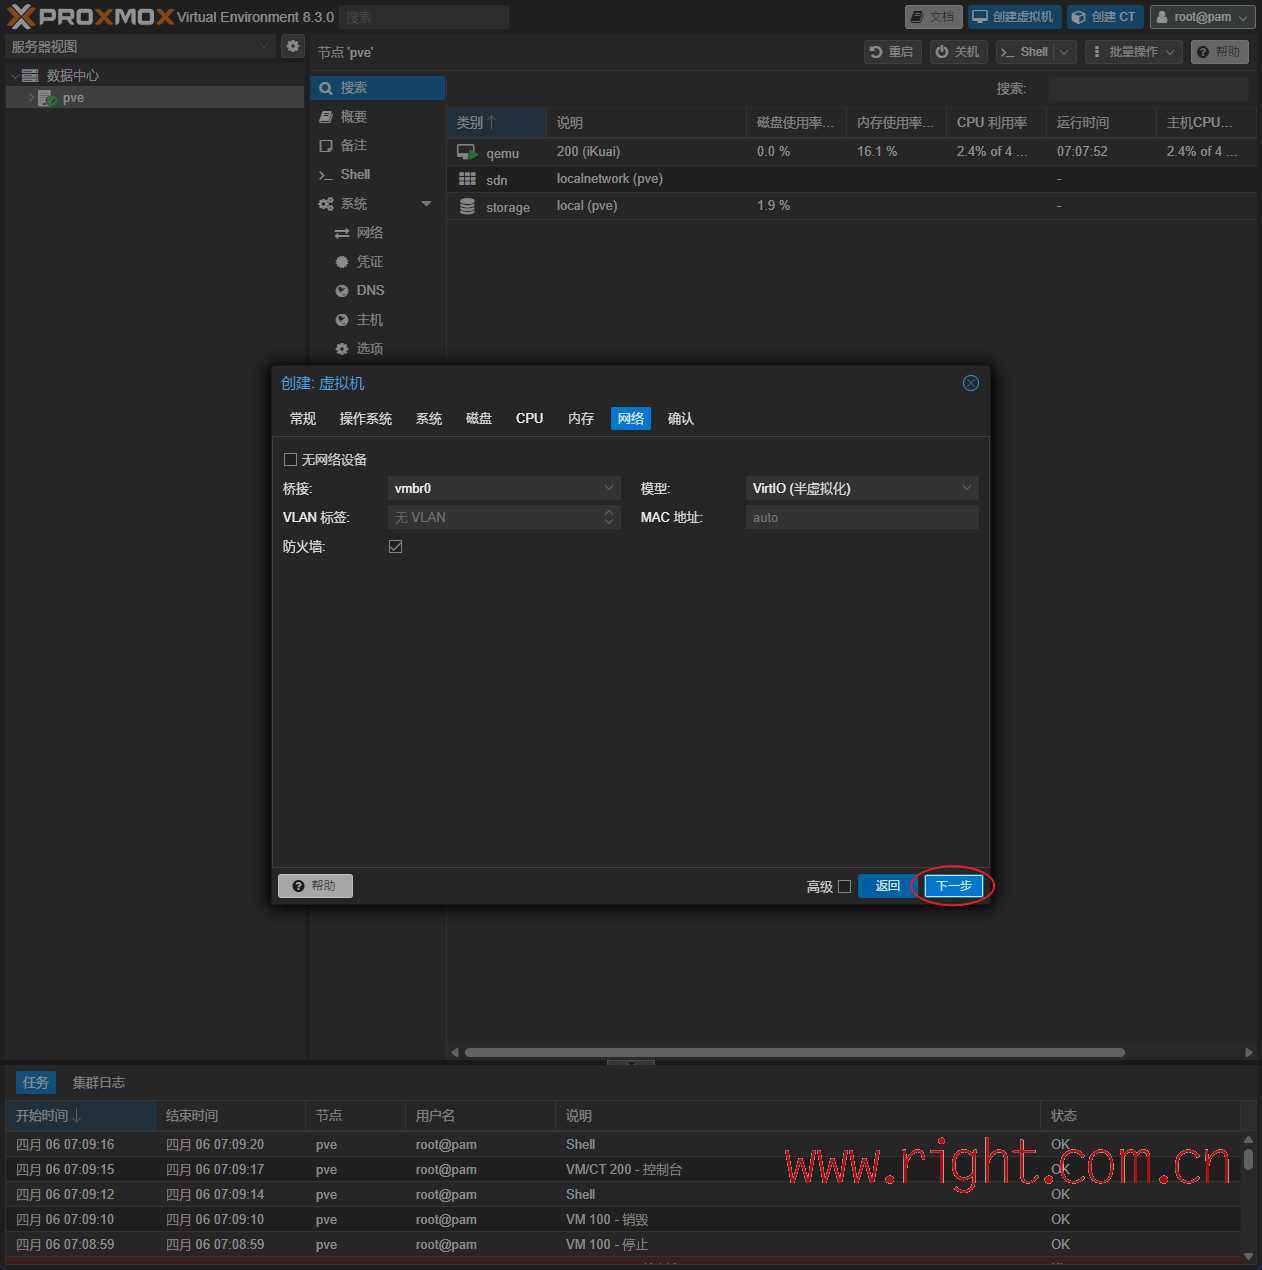 PROXMOX Virtual Environment 8.3.0 搜索 文档 创建虚拟机 创建 CT root@pam
服务器视图
数据中心
pve
节点 'pve' 重启 关机 Shell 批量操作 帮助
搜索
概要
备注
Shell
系统
网络
凭证
DNS
主机
选项
搜索:
类别 说明 磁盘使用率... 内存使用率... CPU 利用率 运行时间 主机CPU...
qemu 200 (iKuai) 0.0 % 16.1 % 2.4% of 4 ... 07:07:52 2.4% of 4 ...
sdn localnetwork (pve) -
storage local (pve) 1.9 % -
创建: 虚拟机
常规 操作系统 系统 磁盘 CPU 内存 网络 确认
无网络设备
桥接: vmbr0 模型: VirtIO (半虚拟化)
VLAN 标签: 无 VLAN MAC 地址: auto
防火墙:
帮助 高级 返回 下一步
任务 集群日志
开始时间 结束时间 节点 用户名 说明 状态
四月 06 07:09:16 四月 06 07:09:20 pve root@pam Shell OK
四月 06 07:09:15 四月 06 07:09:17 pve root@pam VM/CT 200 - 控制台 OK
四月 06 07:09:12 四月 06 07:09:14 pve root@pam Shell OK
四月 06 07:09:10 四月 06 07:09:10 pve root@pam VM 100 - 销毁 OK
四月 06 07:08:59 四月 06 07:08:59 pve root@pam VM 100 - 停止 OK
www.right.com.cn